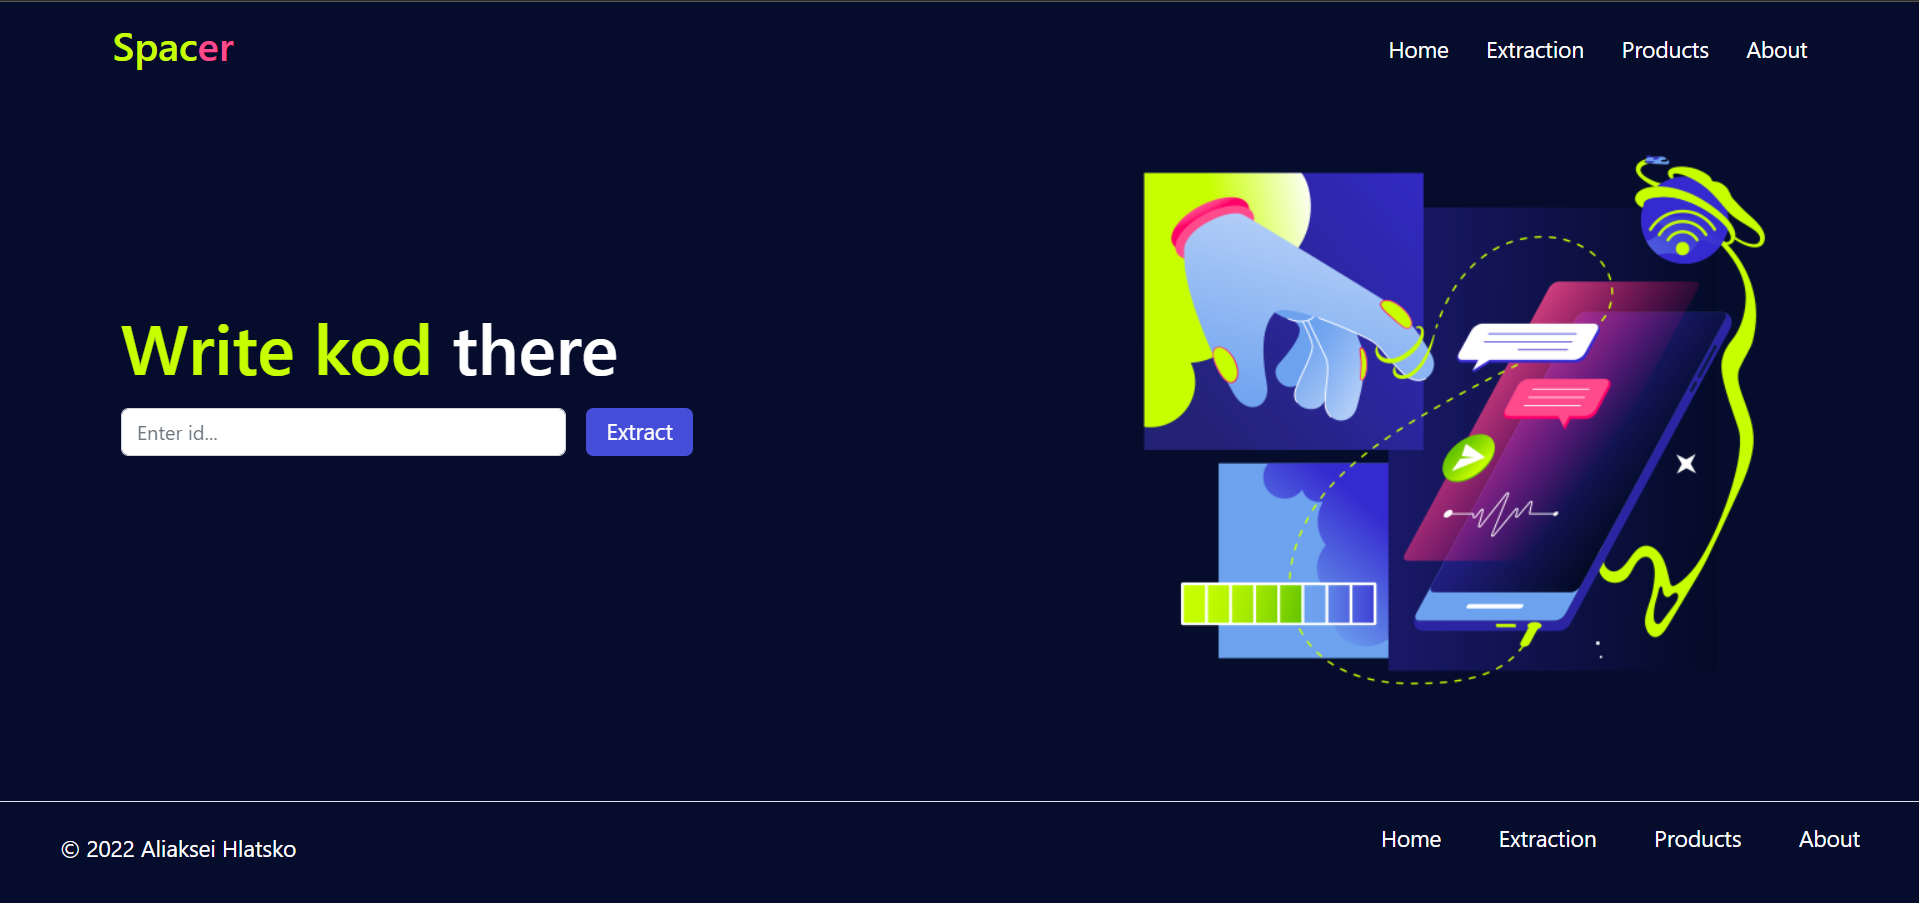 Spacer
Home Extraction Products About
Write kod there
Enter id...
Extract
© 2022 Aliaksei Hlatsko
Home Extraction Products About